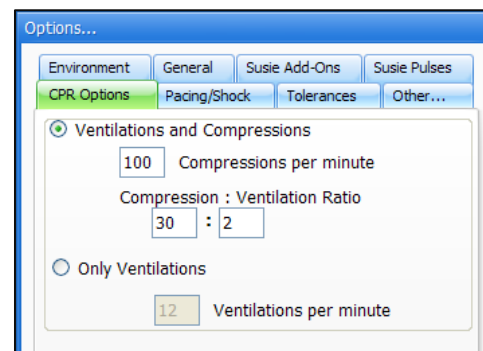 Options...
Environment General Susie Add-Ons Susie Pulses
CPR Options Pacing/Shock Tolerances Other...
Ventilations and Compressions
100 Compressions per minute
Compression : Ventilation Ratio
30 : 2
Only Ventilations
12 Ventilations per minute